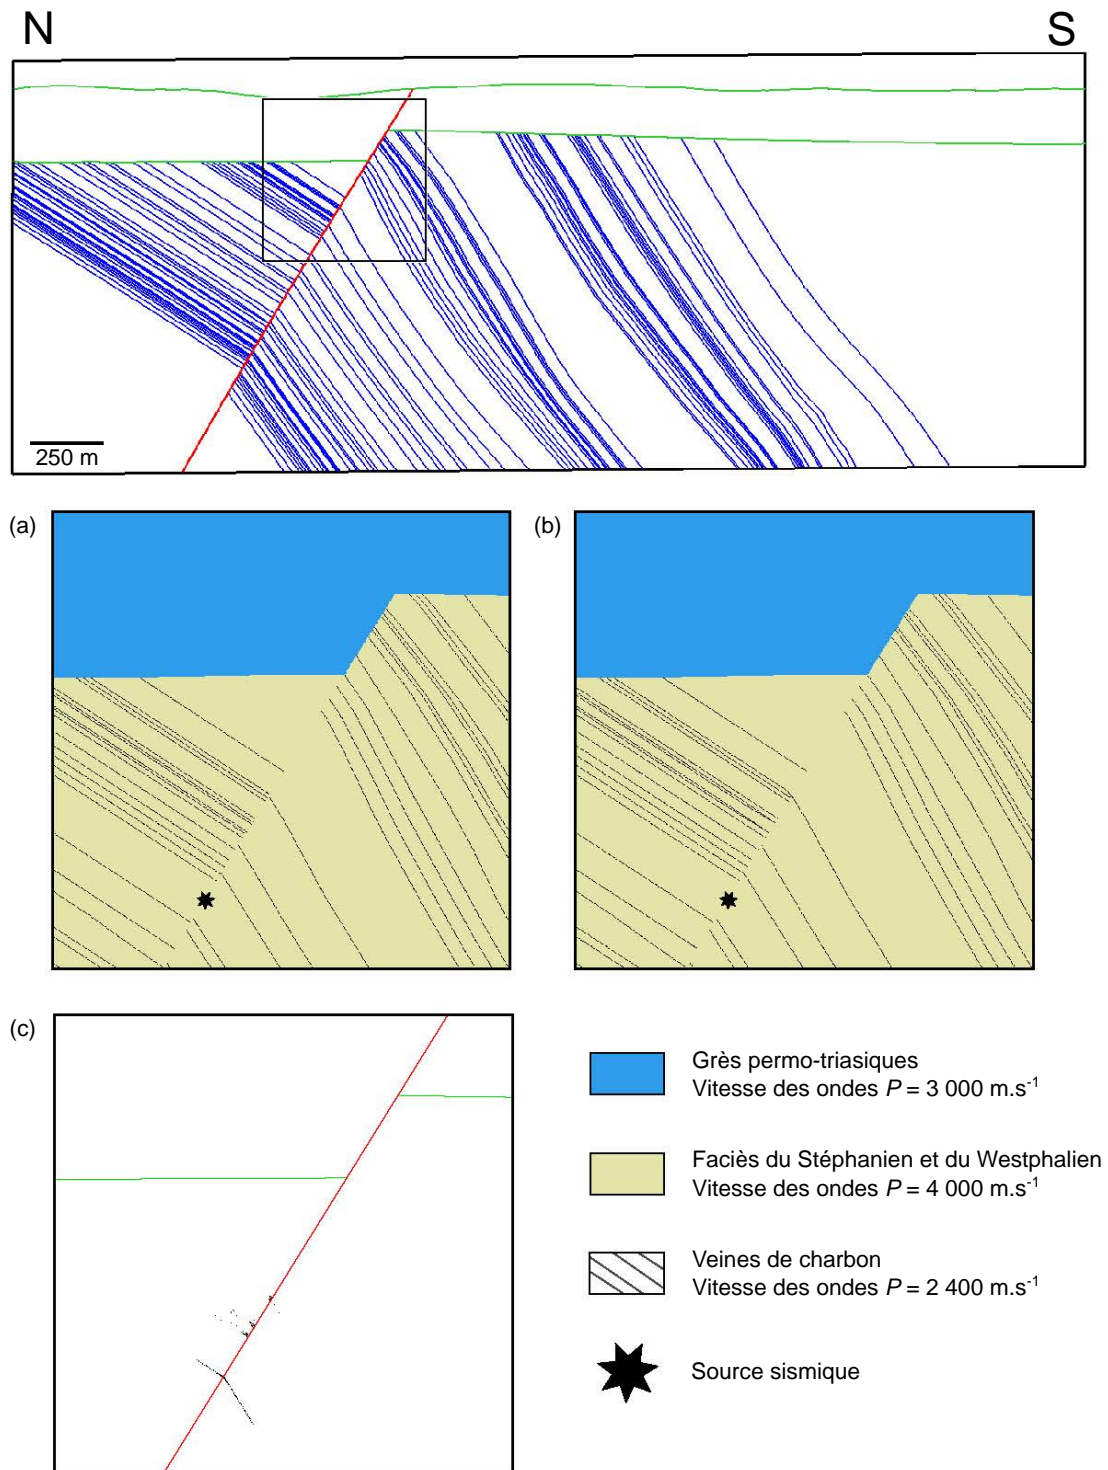 N
S
250 m
(a)
(b)
(c)
Grès permo-triasiques
Vitesse des ondes P = 3 000 m.s-1
Faciès du Stéphanien et du Westphalien
Vitesse des ondes P = 4 000 m.s-1
Veines de charbon
Vitesse des ondes P = 2 400 m.s-1
Source sismique